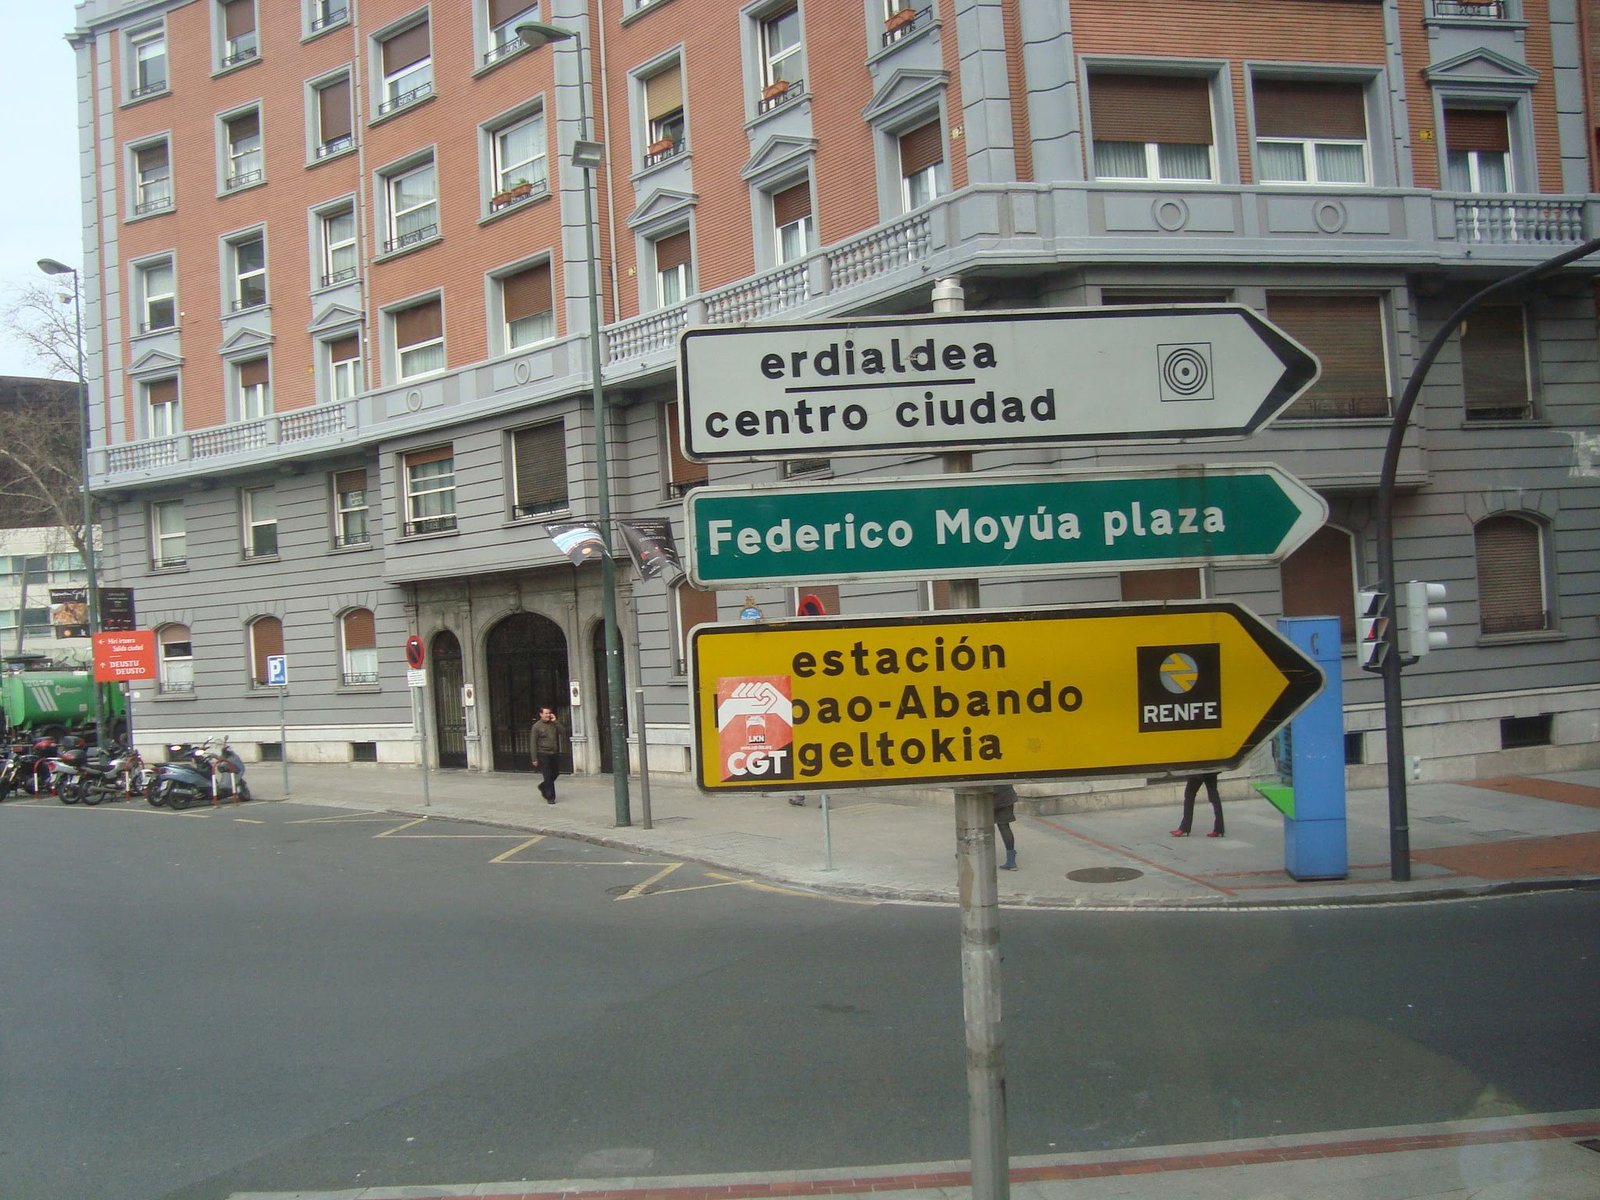 erdialdea
centro ciudad
Federico Moyúa plaza
estación
bao-Abando
geltokia
RENFE
LKN
CGT
Hiri irteera
Salida ciudad
DEUSTU
DEUSTO
P